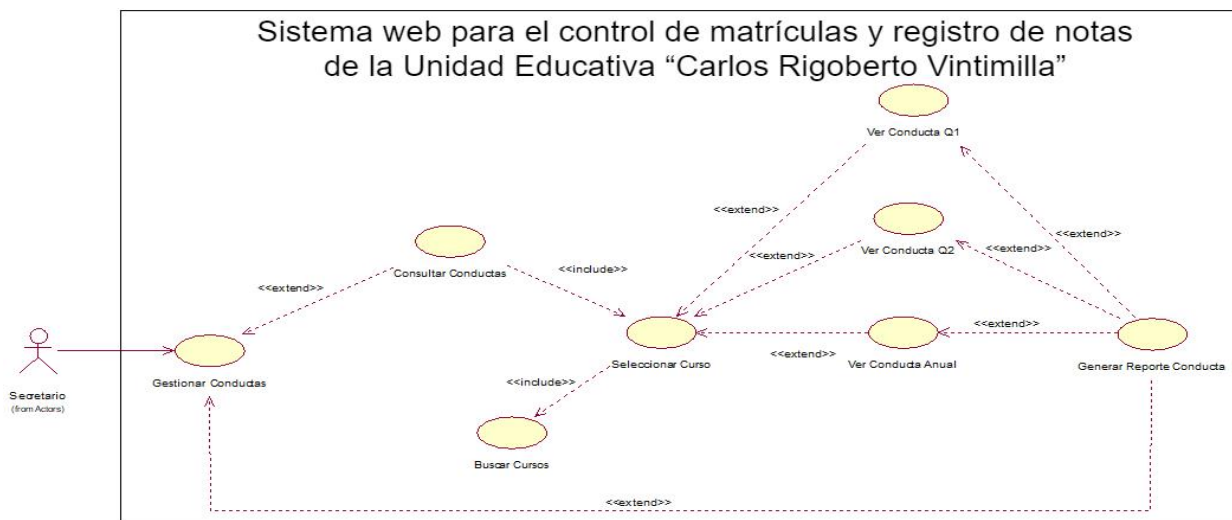 Sistema web para el control de matrículas y registro de notas
de la Unidad Educativa “Carlos Rigoberto Vintimilla”
Ver Conducta Q1
<<extend>>
Ver Conducta Q2
<<extend>>
<<extend>>
<<extend>>
Consultar Conductas
<<include>>
<<extend>>
<<extend>>
<<extend>>
Secretario
(from Actors)
Gestionar Conductas
Seleccionar Curso
Ver Conducta Anual
Generar Reporte Conducta
<<include>>
Buscar Cursos
<<extend>>